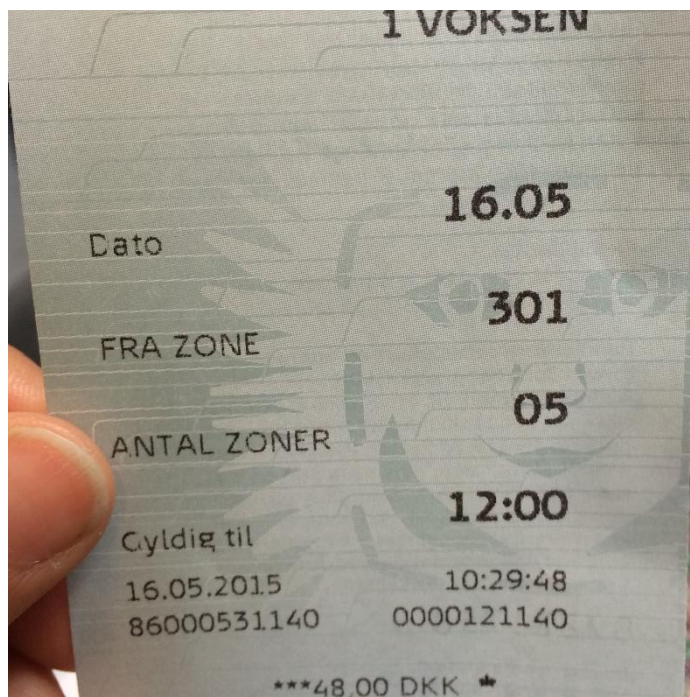 1 VOKSEN
16.05
Dato
301
FRA ZONE
05
ANTAL ZONER
12:00
Gyldig til
16.05.2015 10:29:48
86000531140 0000121140
***48,00 DKK *